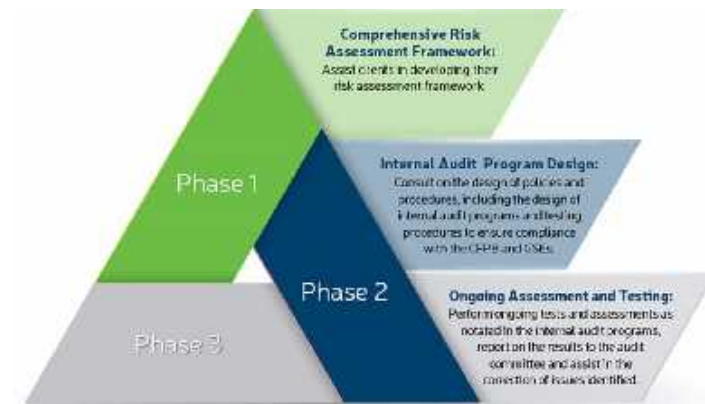 Comprehensive Risk
Assessment Framework:
Assist clients in developing their
risk assessment framework
Phase 1
Internal Audit Program Design:
Consult on the design of policies and
procedures, including the design of
internal audit programs and testing
procedures to ensure compliance
with the CFPB and GSEs.
Phase 2
Ongoing Assessment and Testing:
Perform ongoing tests and assessments as
notated in the internal audit programs,
report on the results to the audit
committee and assist in the
correction of issues identified.
Phase 3